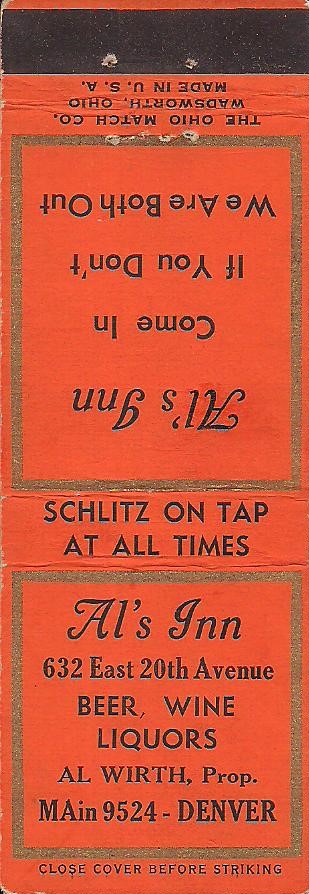 THE OHIO MATCH CO.
WADSWORTH, OHIO
MADE IN U. S. A.
Al's Inn
Come In
If You Don't
We Are Both Out
SCHLITZ ON TAP
AT ALL TIMES
Al's Inn
632 East 20th Avenue
BEER, WINE
LIQUORS
AL WIRTH, Prop.
MAin 9524 - DENVER
CLOSE COVER BEFORE STRIKING